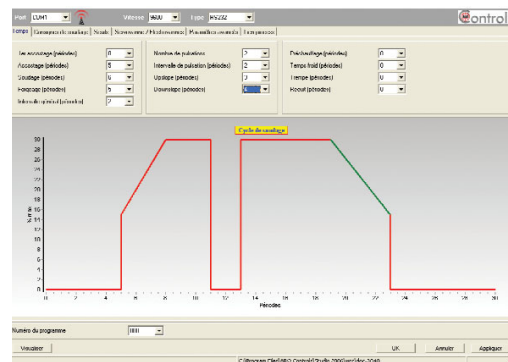 Port COM1 Vitesse 9600 Type RS232 Control
Temps
1er accostage (périodes) 0
Accostage (périodes) 5
Soudage (périodes) 6
Forgeage (périodes) 5
Intervalle général (périodes) 2
Nombre de pulsations 2
Intervalle de pulsation (périodes) 2
Upslope (périodes) 3
Downslope (périodes) 4
Préchauffage (périodes) 0
Temps froid (périodes) 0
Trempe (périodes) 0
Recuit (périodes) 0
Cycle de soudage
30
28
26
24
22
20
18
16
14
12
10
8
6
4
2
0
0 2 4 6 8 10 12 14 16 18 20 22 24 26 28 30
Périodes
Numéro du programme 000
Visualiser OK Annuler Appliquer